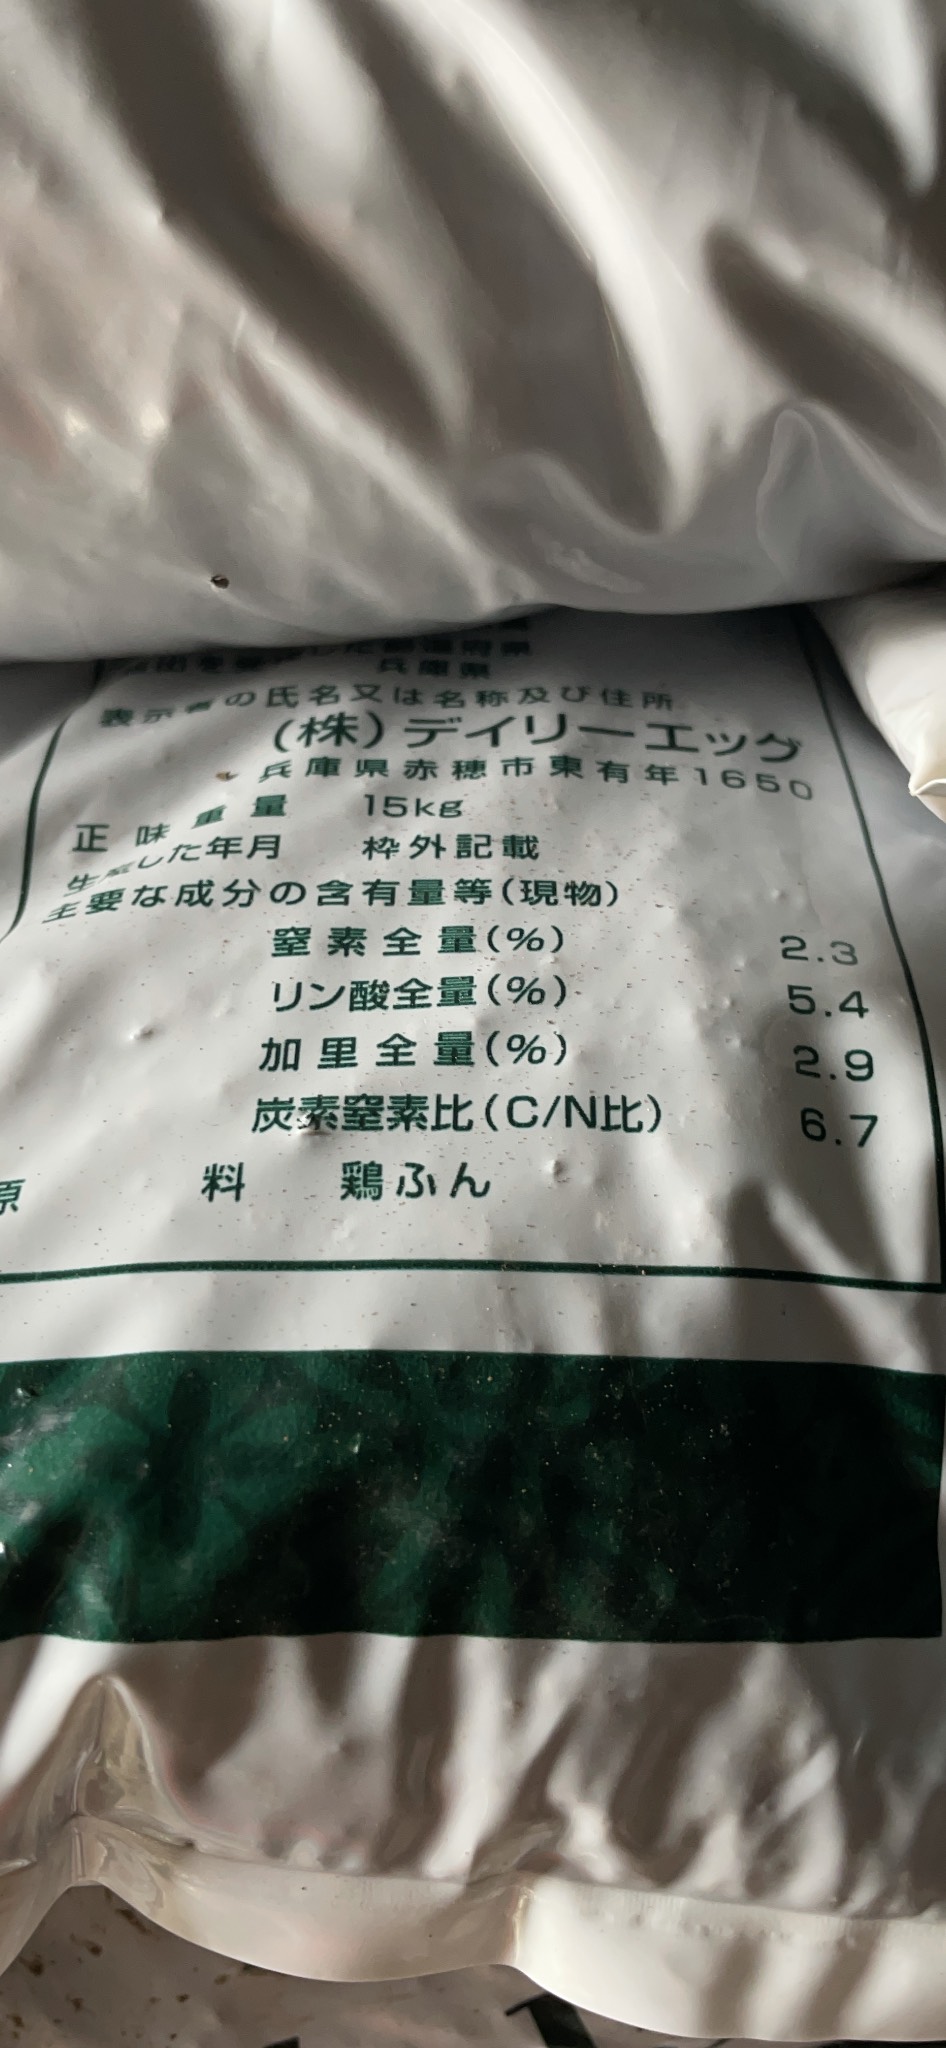 兵庫県
表示者の氏名又は名称及び住所
(株)デイリーエッグ
兵庫県赤穂市東有年1650
正味重量 15kg
生産した年月 枠外記載
主要な成分の含有量等(現物)
窒素全量(%) 2.3
リン酸全量(%) 5.4
加里全量(%) 2.9
炭素窒素比(C/N比) 6.7
原料 鶏ふん